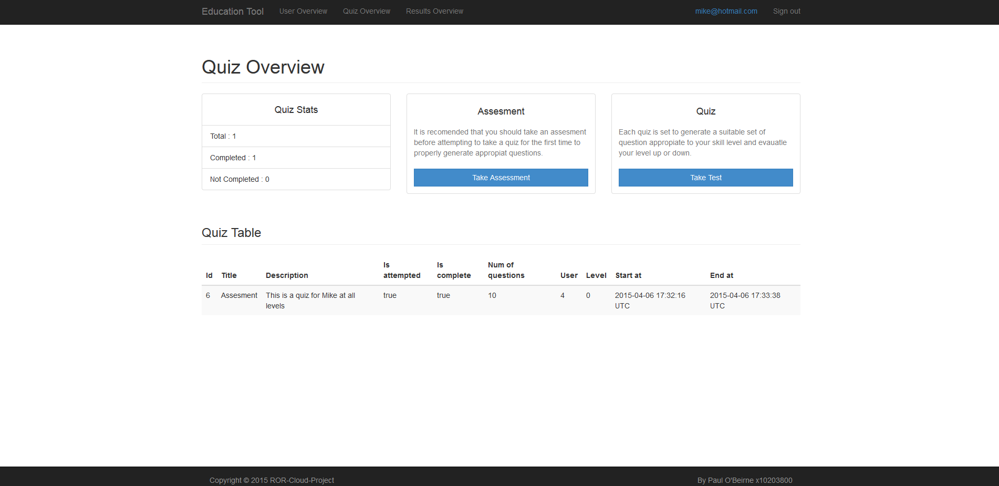 Education Tool User Overview Quiz Overview Results Overview mike@hotmail.com Sign out
Quiz Overview
Quiz Stats
Total : 1
Completed : 1
Not Completed : 0
Assesment
It is recomended that you should take an assesment
before attempting to take a quiz for the first time to
properly generate appropiat questions.
Take Assessment
Quiz
Each quiz is set to generate a suitable set of
question appropiate to your skill level and evauatle
your level up or down.
Take Test
Quiz Table
Id Title Description Is attempted Is complete Num of questions User Level Start at End at
6 Assesment This is a quiz for Mike at all true true 10 4 0 2015-04-06 17:32:16 2015-04-06 17:33:38
levels UTC UTC
Copyright © 2015 ROR-Cloud-Project By Paul O'Beirne x10203800